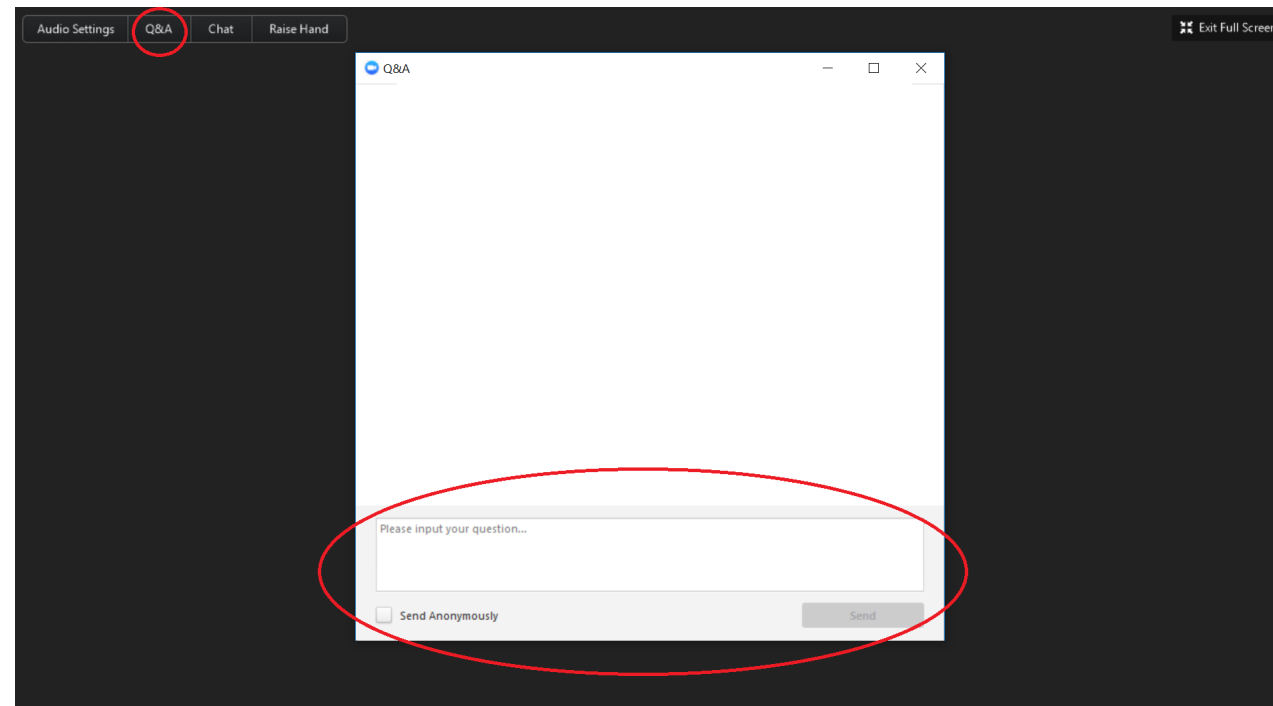 Audio Settings Q&A Chat Raise Hand
Exit Full Screen
Q&A
Please input your question...
Send Anonymously
Send